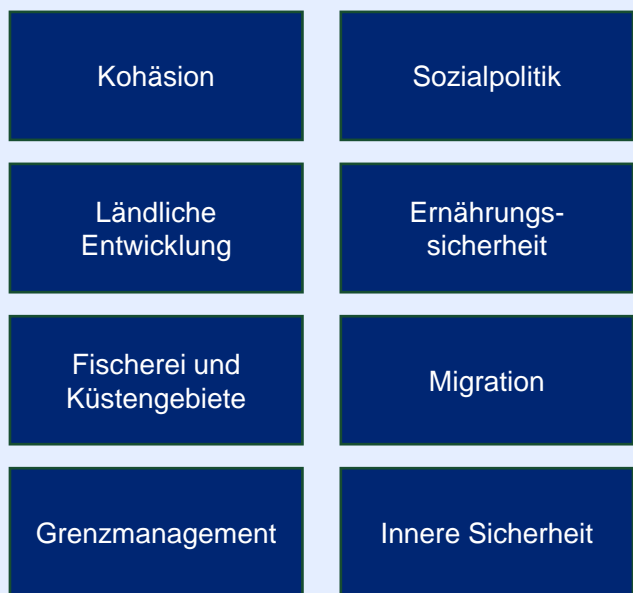 Kohäsion
Sozialpolitik
Ländliche
Entwicklung
Ernährungs-
sicherheit
Fischerei und
Küstengebiete
Migration
Grenzmanagement
Innere Sicherheit